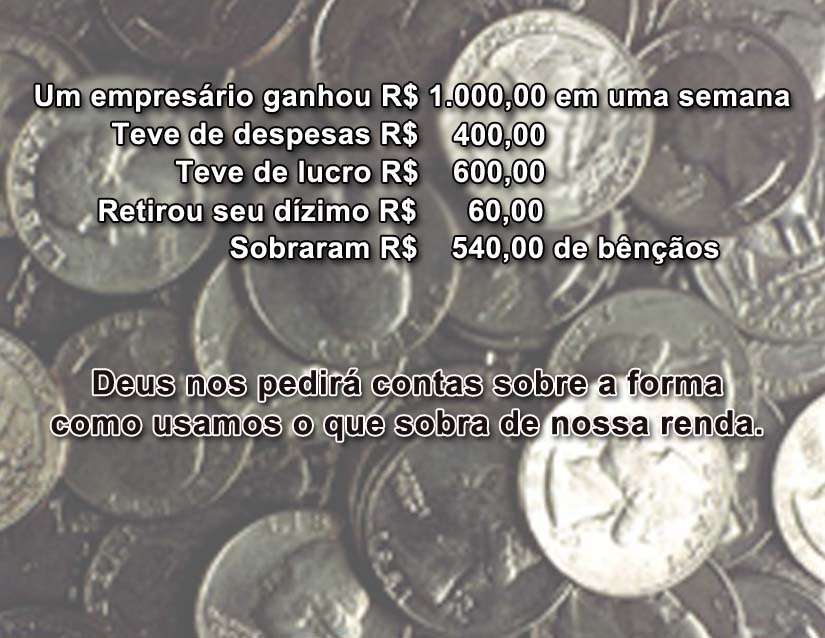 Um empresário ganhou R$ 1.000,00 em uma semana
Teve de despesas R$ 400,00
Teve de lucro R$ 600,00
Retirou seu dízimo R$ 60,00
Sobraram R$ 540,00 de bênçãos
Deus nos pedirá contas sobre a forma
como usamos o que sobra de nossa renda.